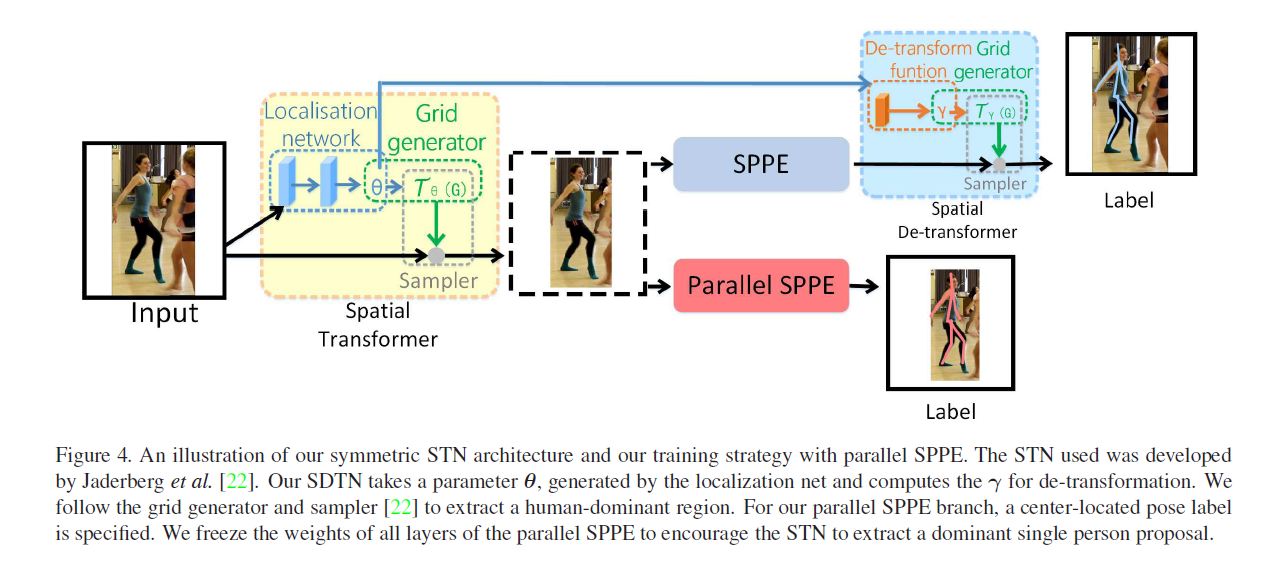 De-transform Grid
funtion generator
Localisation Grid
network generator
γ T γ (G)
SPPE
θ T θ (G)
Sampler
Label
Spatial
De-transformer
Sampler
Parallel SPPE
Input
Spatial
Transformer
Label
Figure 4. An illustration of our symmetric STN architecture and our training strategy with parallel SPPE. The STN used was developed
by Jaderberg et al. [22]. Our SDTN takes a parameter θ, generated by the localization net and computes the γ for de-transformation. We
follow the grid generator and sampler [22] to extract a human-dominant region. For our parallel SPPE branch, a center-located pose label
is specified. We freeze the weights of all layers of the parallel SPPE to encourage the STN to extract a dominant single person proposal.